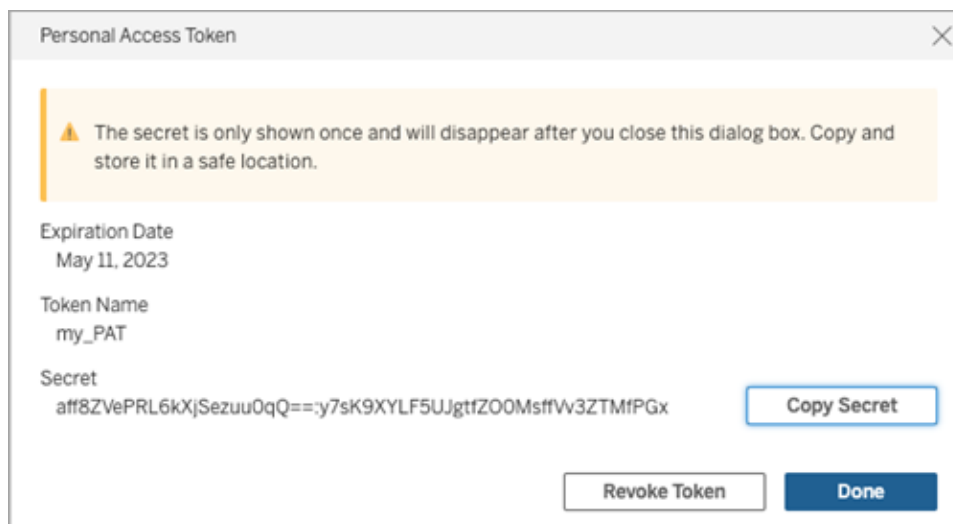 Personal Access Token
The secret is only shown once and will disappear after you close this dialog box. Copy and
store it in a safe location.
Expiration Date
May 11, 2023
Token Name
my_PAT
Secret
aff8ZVePRL6kXjSezuu0qQ==:y7sK9XYLF5UJgtfZO0MsffVv3ZTMfPGx
Copy Secret
Revoke Token
Done